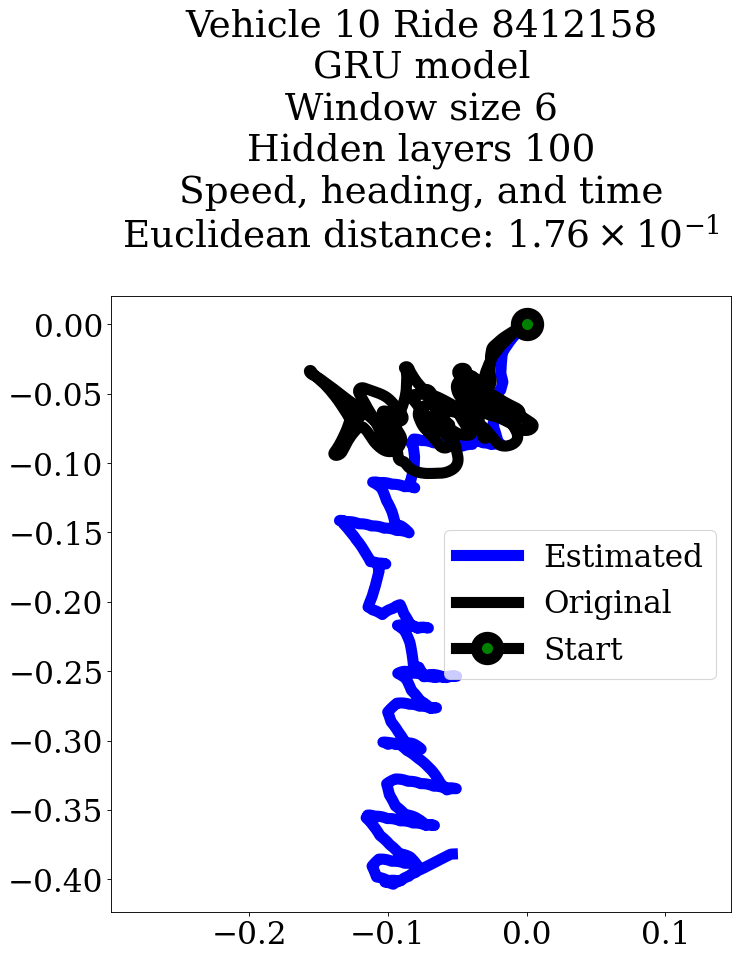 Vehicle 10 Ride 8412158
GRU model
Window size 6
Hidden layers 100
Speed, heading, and time
Euclidean distance: 1.76 × 10⁻¹
0.00
−0.05
−0.10
−0.15
−0.20
−0.25
−0.30
−0.35
−0.40
Estimated
Original
Start
−0.2 −0.1 0.0 0.1